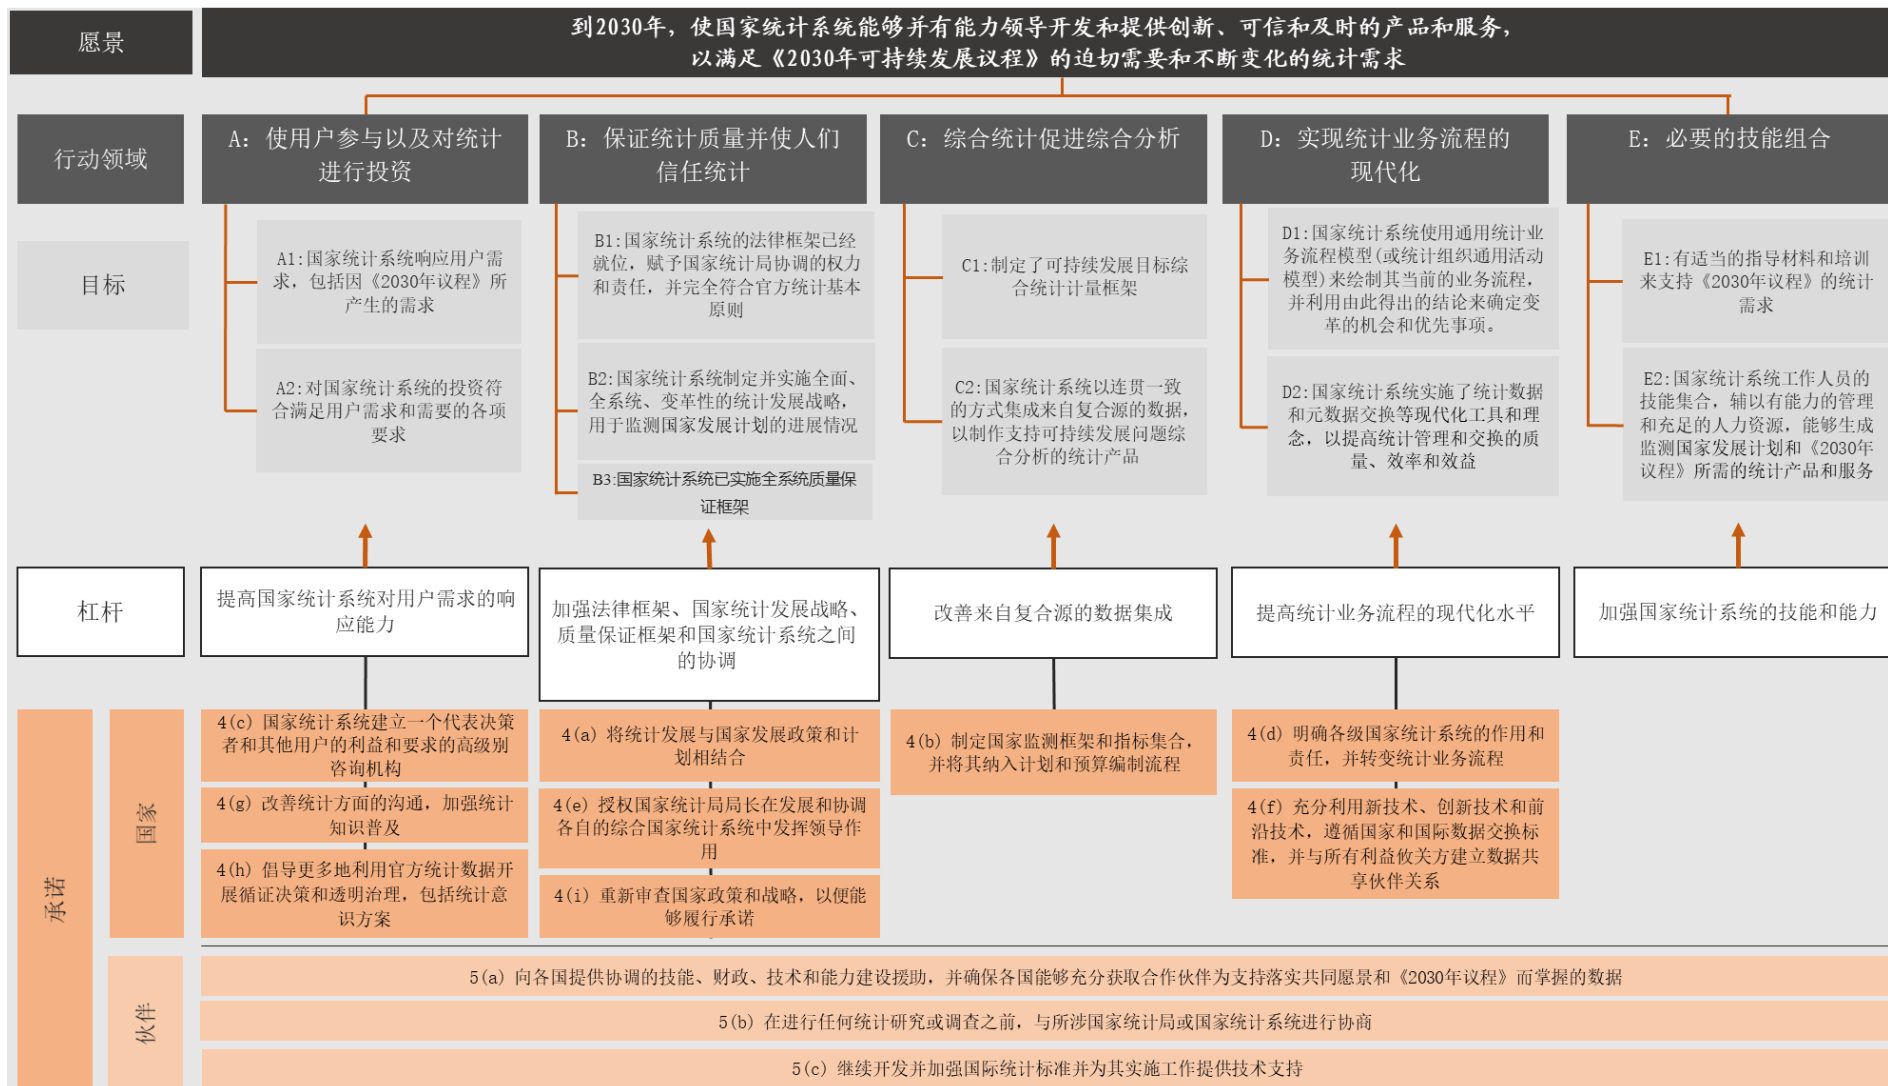 愿景
到2030年，使国家统计系统能够并有能力领导开发和提供创新、可信和及时的产品和服务，
以满足《2030年可持续发展议程》的迫切需要和不断变化的统计需求
行动领域
A：使用户参与以及对统计
进行投资
B：保证统计质量并使人们
信任统计
C：综合统计促进综合分析
D：实现统计业务流程的
现代化
E：必要的技能组合
目标
A1:国家统计系统响应用户需
求，包括因《2030年议程》所
产生的需求
A2:对国家统计系统的投资符
合满足用户需求和需要的各项
要求
B1:国家统计系统的法律框架已经
就位，赋予国家统计局协调的权力
和责任，并完全符合官方统计基本
原则
B2:国家统计系统制定并实施全面、
全系统、变革性的统计发展战略，
用于监测国家发展计划的进展情况
B3:国家统计系统已实施全系统质量保
证框架
C1:制定了可持续发展目标综
合统计计量框架
C2:国家统计系统以连贯一致
的方式集成来自复合源的数据，
以制作支持可持续发展问题综
合分析的统计产品
D1:国家统计系统使用通用统计业
务流程模型(或统计组织通用活动
模型)来绘制其当前的业务流程，
并利用由此得出的结论来确定变
革的机会和优先事项。
D2:国家统计系统实施了统计数据
和元数据交换等现代化工具和理
念，以提高统计管理和交换的质
量、效率和效益
E1:有适当的指导材料和培训
来支持《2030年议程》的统计
需求
E2:国家统计系统工作人员的
技能集合，辅以有能力的管理
和充足的人力资源，能够生成
监测国家发展计划和《2030年
议程》所需的统计产品和服务
杠杆
提高国家统计系统对用户需求的响
应能力
加强法律框架、国家统计发展战略、
质量保证框架和国家统计系统之间
的协调
改善来自复合源的数据集成
提高统计业务流程的现代化水平
加强国家统计系统的技能和能力
承诺
国家
4(c) 国家统计系统建立一个代表决策
者和其他用户的利益和要求的高级别
咨询机构
4(g) 改善统计方面的沟通，加强统计
知识普及
4(h) 倡导更多地利用官方统计数据开
展循证决策和透明治理，包括统计意
识方案
4(a) 将统计发展与国家发展政策和计
划相结合
4(e) 授权国家统计局局长在发展和协调
各自的综合国家统计系统中发挥领导作
用
4(i) 重新审查国家政策和战略，以便能
够履行承诺
4(b) 制定国家监测框架和指标集合，
并将其纳入计划和预算编制流程
4(d) 明确各级国家统计系统的作用和
责任，并转变统计业务流程
4(f) 充分利用新技术、创新技术和前
沿技术，遵循国家和国际数据交换标
准，并与所有利益攸关方建立数据共
享伙伴关系
伙伴
5(a) 向各国提供协调的技能、财政、技术和能力建设援助，并确保各国能够充分获取合作伙伴为支持落实共同愿景和《2030年议程》而掌握的数据
5(b) 在进行任何统计研究或调查之前，与所涉国家统计局或国家统计系统进行协商
5(c) 继续开发并加强国际统计标准并为其实施工作提供技术支持